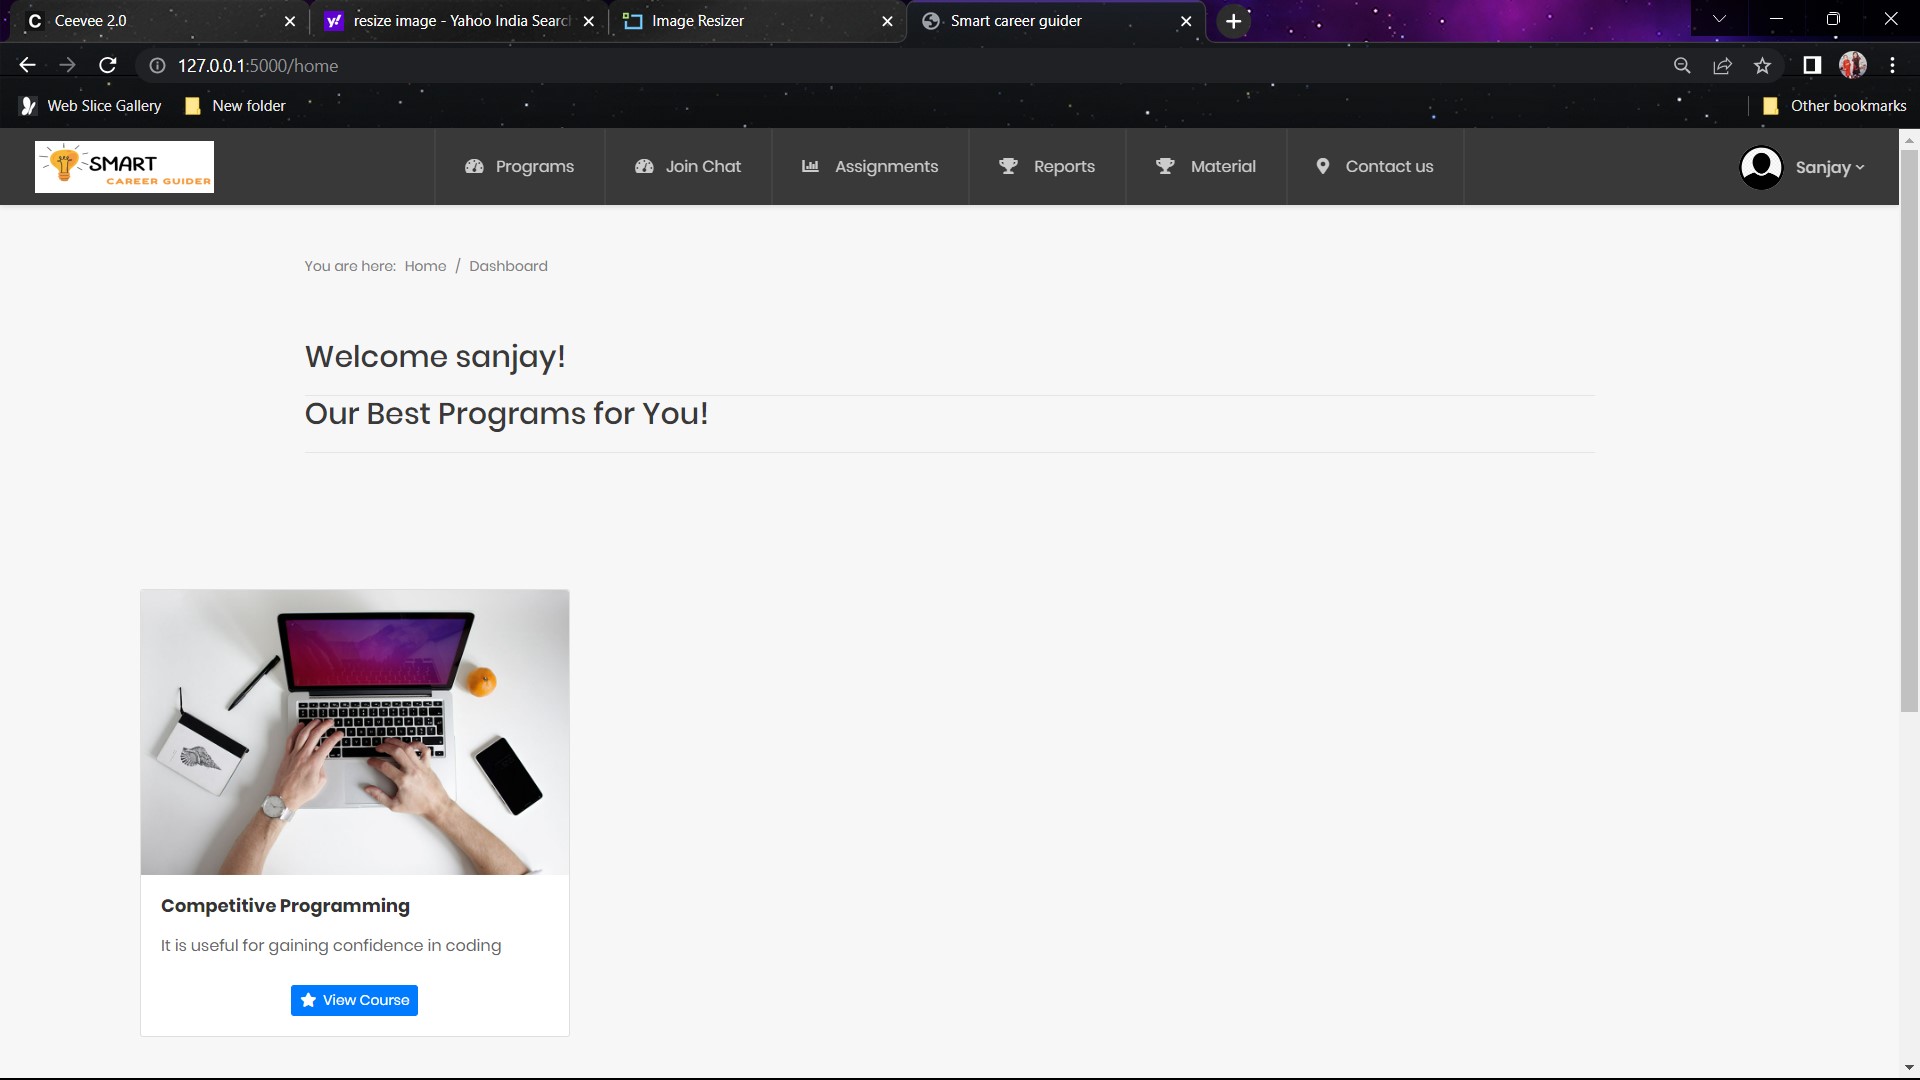 Ceevee 2.0
resize image - Yahoo India Searc
Image Resizer
Smart career guider
127.0.0.1:5000/home
Web Slice Gallery
New folder
Other bookmarks
SMART
CAREER GUIDER
Programs
Join Chat
Assignments
Reports
Material
Contact us
Sanjay
You are here: Home / Dashboard
Welcome sanjay!
Our Best Programs for You!
Competitive Programming
It is useful for gaining confidence in coding
View Course